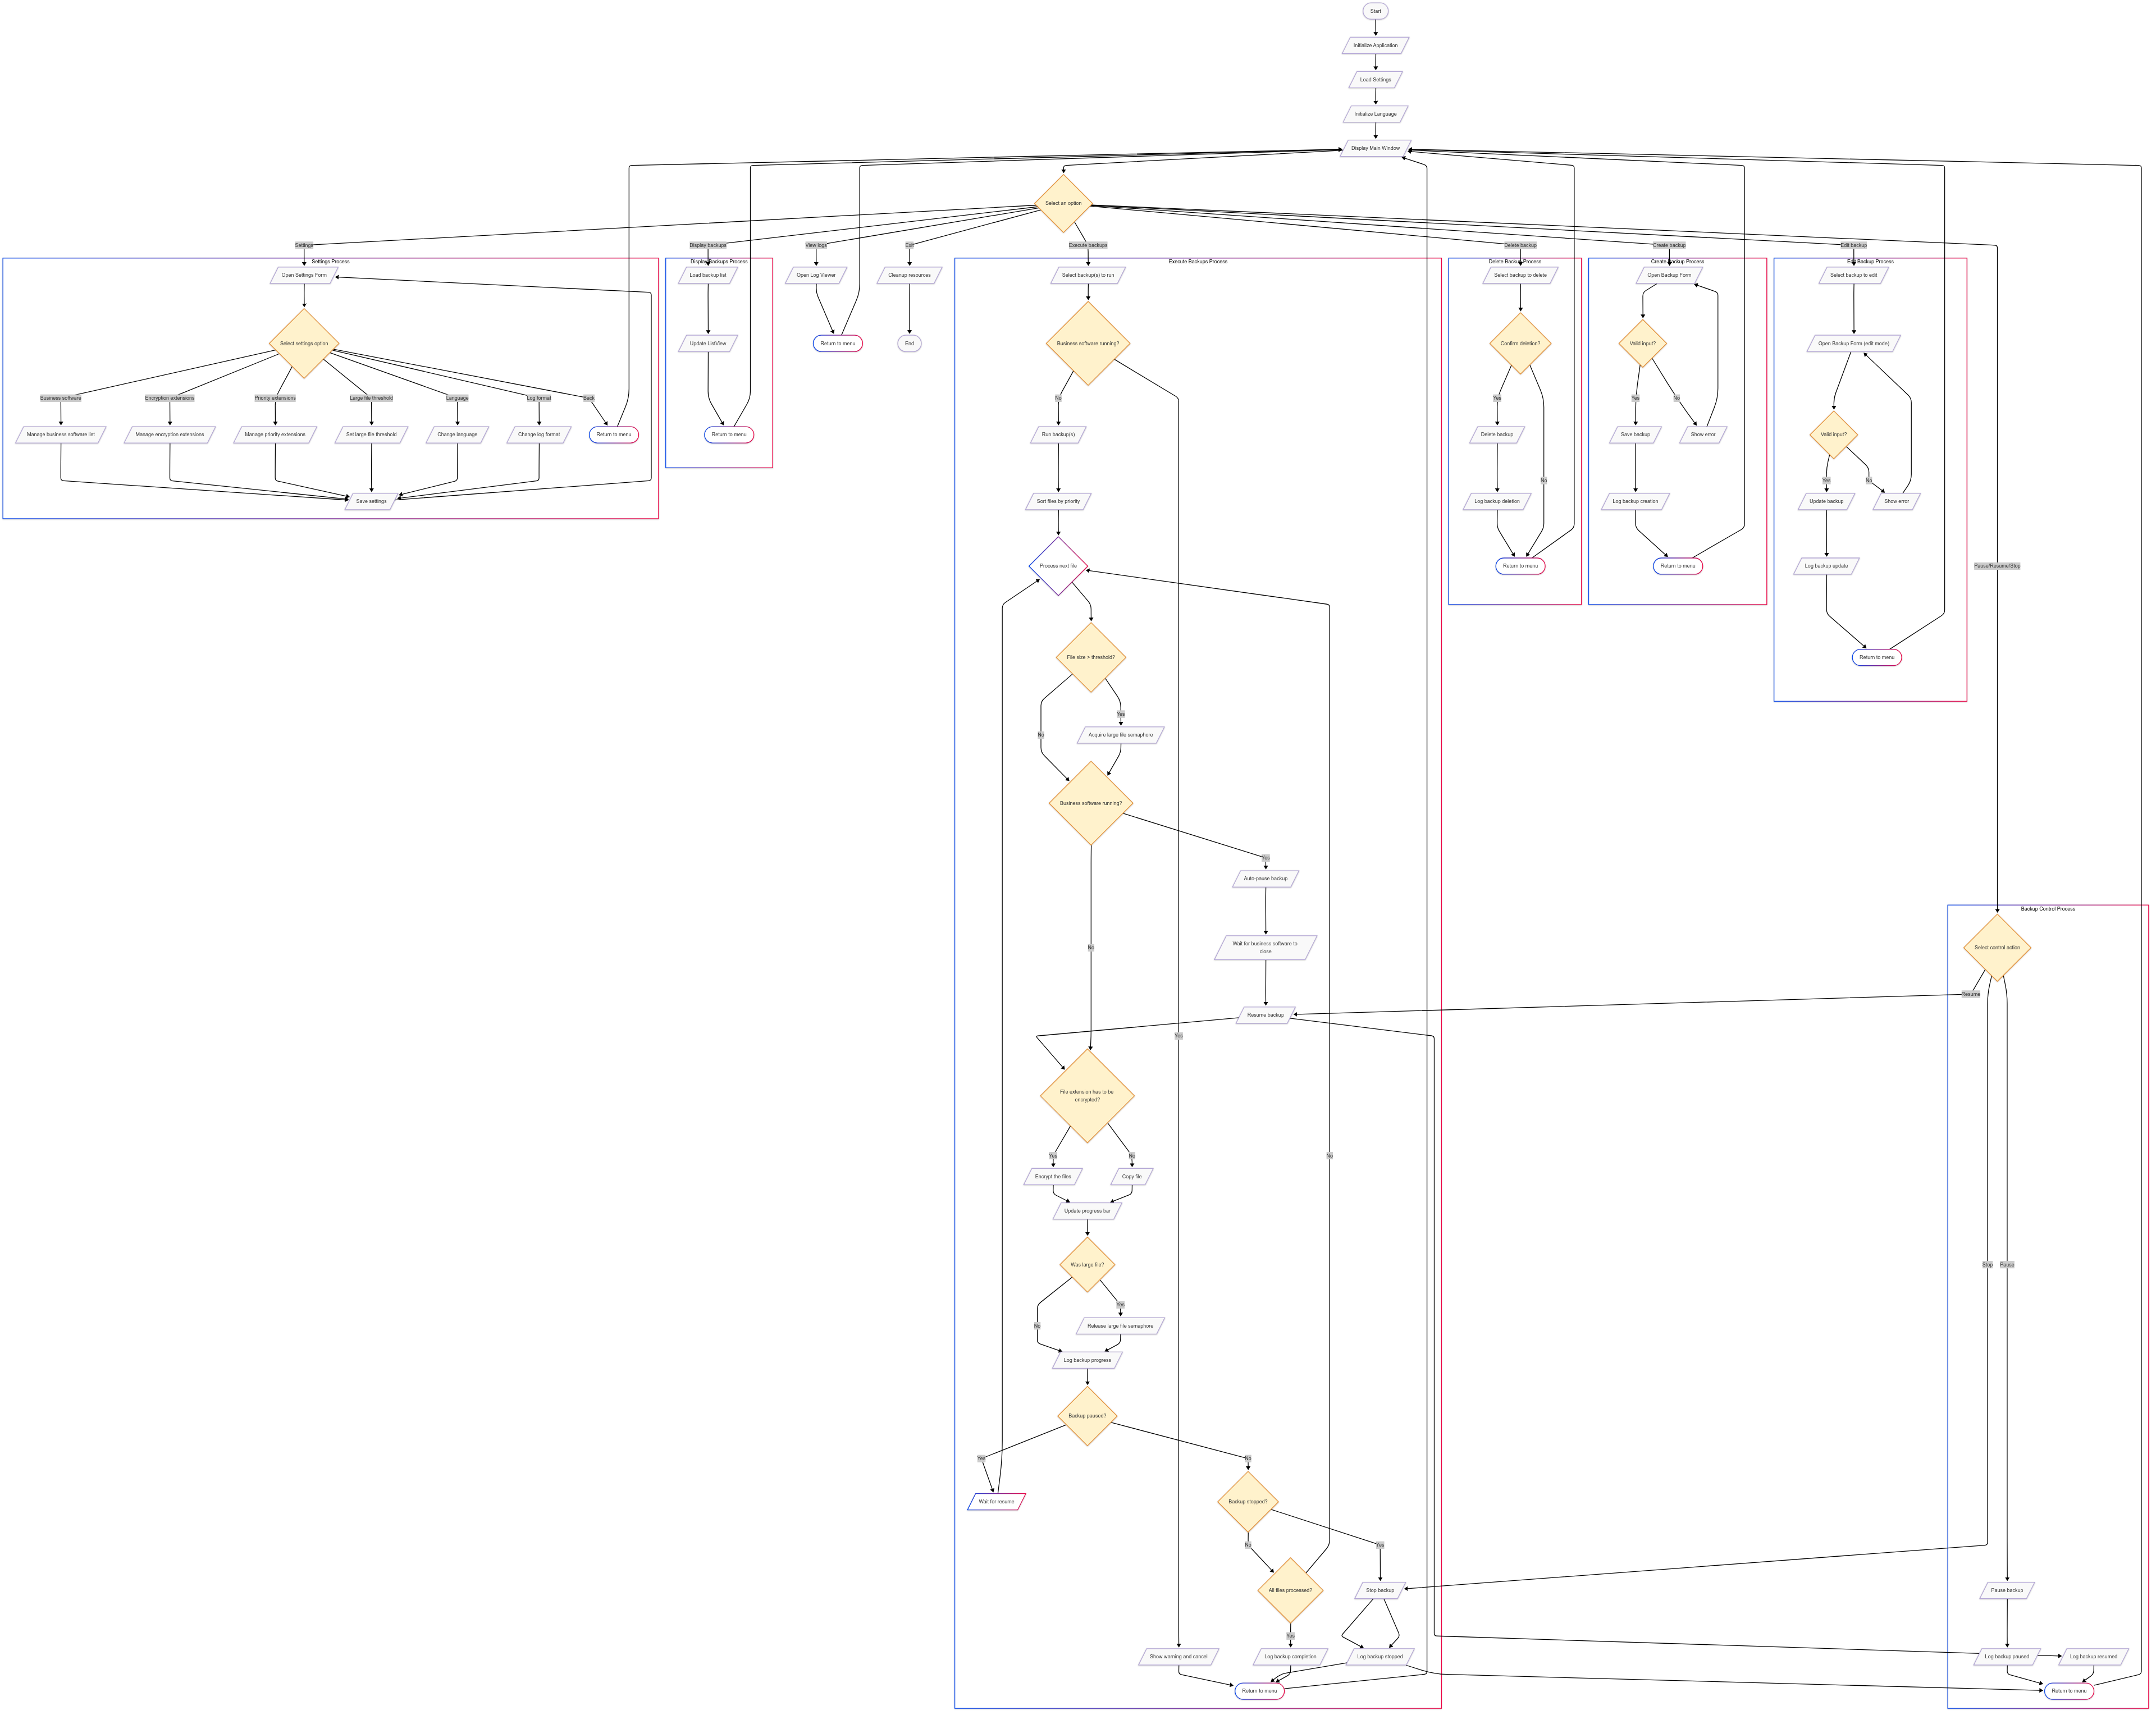 Start
Initialize Application
Load Settings
Initialize Language
Display Main Window
Select an option
Settings
Display backups
View logs
Exit
Execute backups
Delete backup
Create backup
Edit backup
Pause/Resume/Stop
Settings Process
Open Settings Form
Select settings option
Business software
Encryption extensions
Priority extensions
Large file threshold
Language
Log format
Back
Manage business software list
Manage encryption extensions
Manage priority extensions
Set large file threshold
Change language
Change log format
Return to menu
Save settings
Display Backups Process
Load backup list
Update ListView
Return to menu
Open Log Viewer
Return to menu
Cleanup resources
End
Execute Backups Process
Select backup(s) to run
Business software running?
No
Run backup(s)
Sort files by priority
Process next file
File size > threshold?
Yes
No
Acquire large file semaphore
Business software running?
Yes
Auto-pause backup
No
Wait for business software to
close
Resume backup
Yes
File extension has to be
encrypted?
Yes
No
No
Encrypt the files
Copy file
Update progress bar
Was large file?
Yes
No
Release large file semaphore
Log backup progress
Backup paused?
Yes
No
Wait for resume
Backup stopped?
No
Yes
All files processed?
Stop backup
Yes
Show warning and cancel
Log backup completion
Log backup stopped
Return to menu
Delete Backup Process
Select backup to delete
Confirm deletion?
Yes
Delete backup
No
Log backup deletion
Return to menu
Create Backup Process
Open Backup Form
Valid input?
Yes
No
Save backup
Show error
Log backup creation
Return to menu
Edit Backup Process
Select backup to edit
Open Backup Form (edit mode)
Valid input?
Yes
No
Update backup
Show error
Log backup update
Return to menu
Backup Control Process
Select control action
Resume
Stop
Pause
Pause backup
Log backup paused
Log backup resumed
Return to menu